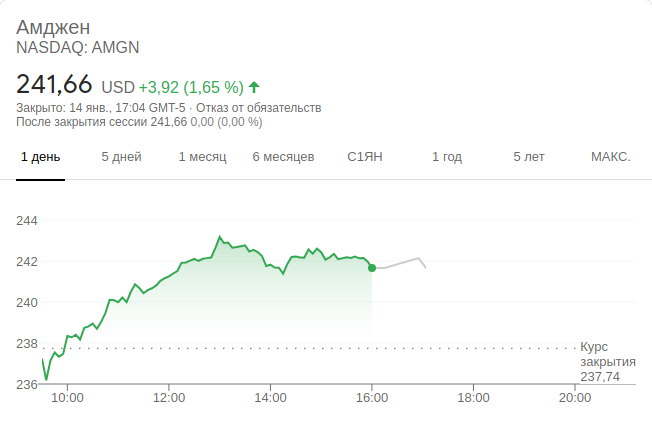 Амджен
NASDAQ: AMGN
241,66 USD +3,92 (1,65 %)
Закрыто: 14 янв., 17:04 GMT-5 · Отказ от обязательств
После закрытия сессии 241,66 0,00 (0,00 %)
1 день 5 дней 1 месяц 6 месяцев С1ЯН 1 год 5 лет МАКС.
244
242
240
238
Курс
закрытия
237,74
236
10:00 12:00 14:00 16:00 18:00 20:00